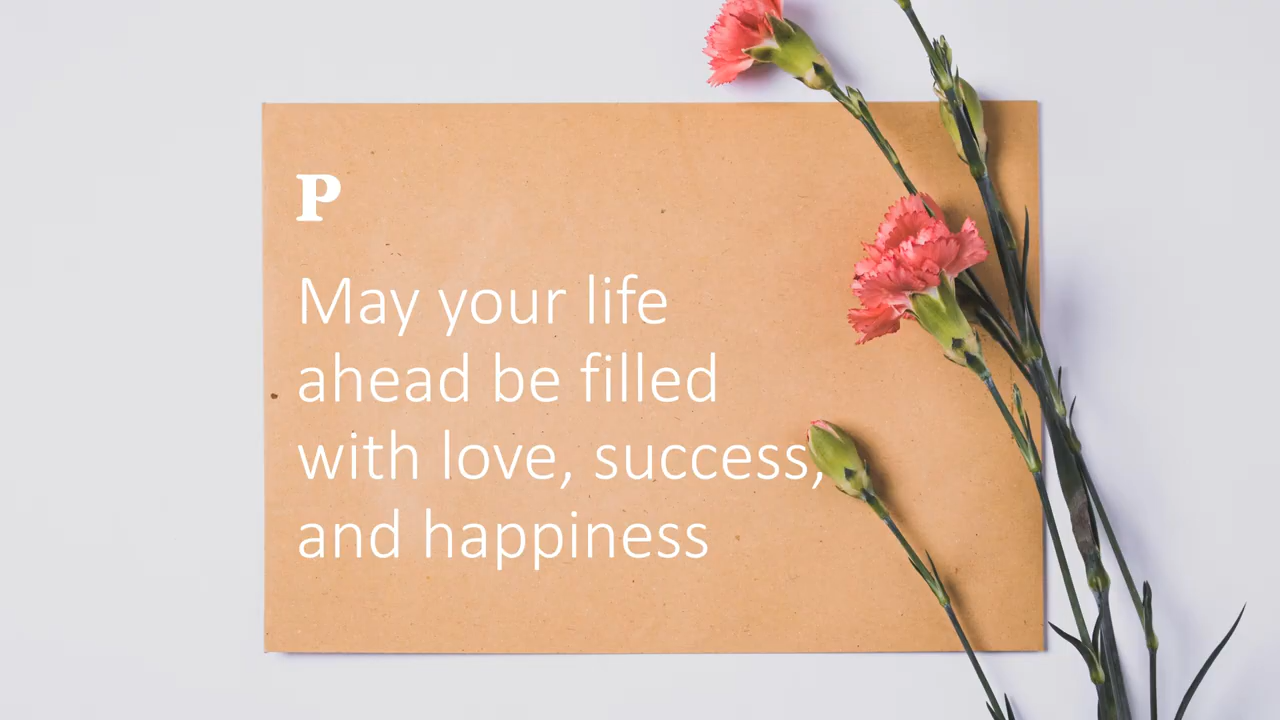 P
May your life
ahead be filled
with love, success,
and happiness